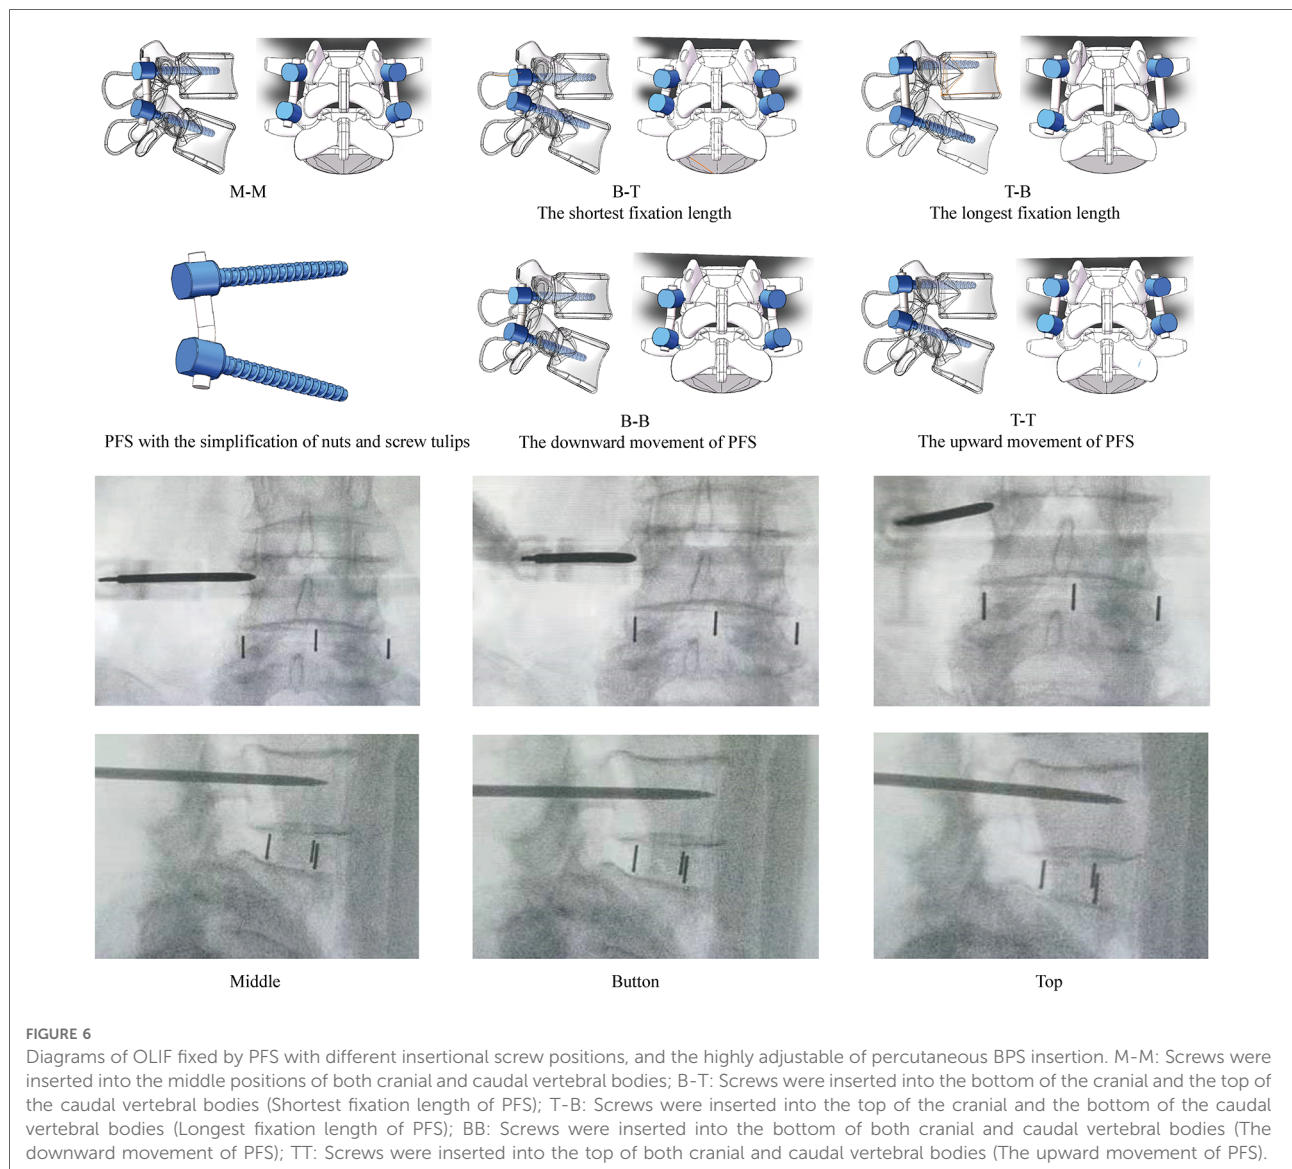 M-M
B-T
The shortest fixation length
T-B
The longest fixation length
PFS with the simplification of nuts and screw tulips
B-B
The downward movement of PFS
T-T
The upward movement of PFS
Middle
Button
Top
FIGURE 6
Diagrams of OLIF fixed by PFS with different insertional screw positions, and the highly adjustable of percutaneous BPS insertion. M-M: Screws were
inserted into the middle positions of both cranial and caudal vertebral bodies; B-T: Screws were inserted into the bottom of the cranial and the top of
the caudal vertebral bodies (Shortest fixation length of PFS); T-B: Screws were inserted into the top of the cranial and the bottom of the caudal
vertebral bodies (Longest fixation length of PFS); BB: Screws were inserted into the bottom of both cranial and caudal vertebral bodies (The
downward movement of PFS); TT: Screws were inserted into the top of both cranial and caudal vertebral bodies (The upward movement of PFS).